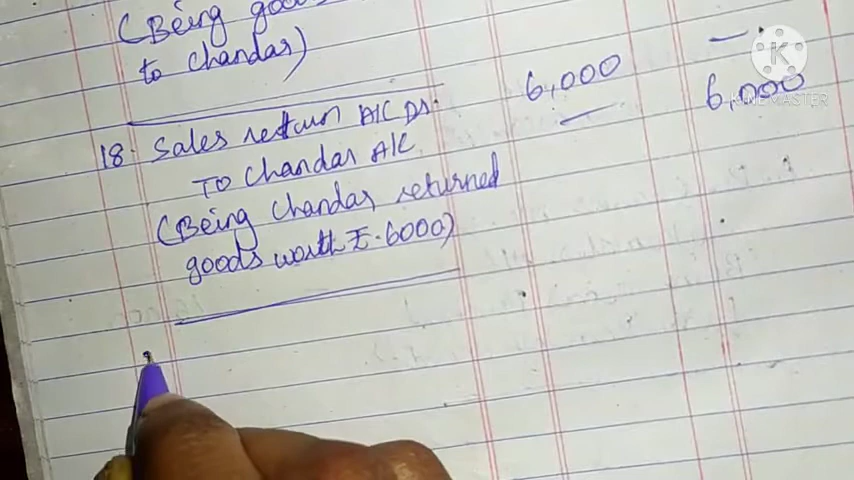 (Being goods
to chandar)
18. Sales return A/C Dr. 6,000 —
To Chandar A/C — 6,000
(Being Chandar returned
goods worth ₹. 6000)
KINEMASTER